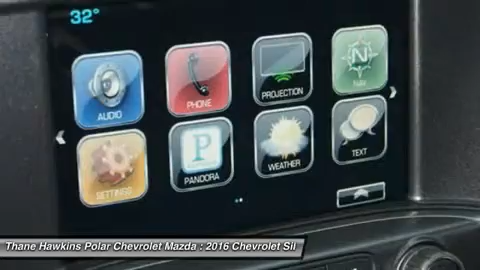 32°
AUDIO
PHONE
PROJECTION
N
NAV
SETTINGS
P
PANDORA
WEATHER
TEXT
Thane Hawkins Polar Chevrolet Mazda : 2016 Chevrolet Sil